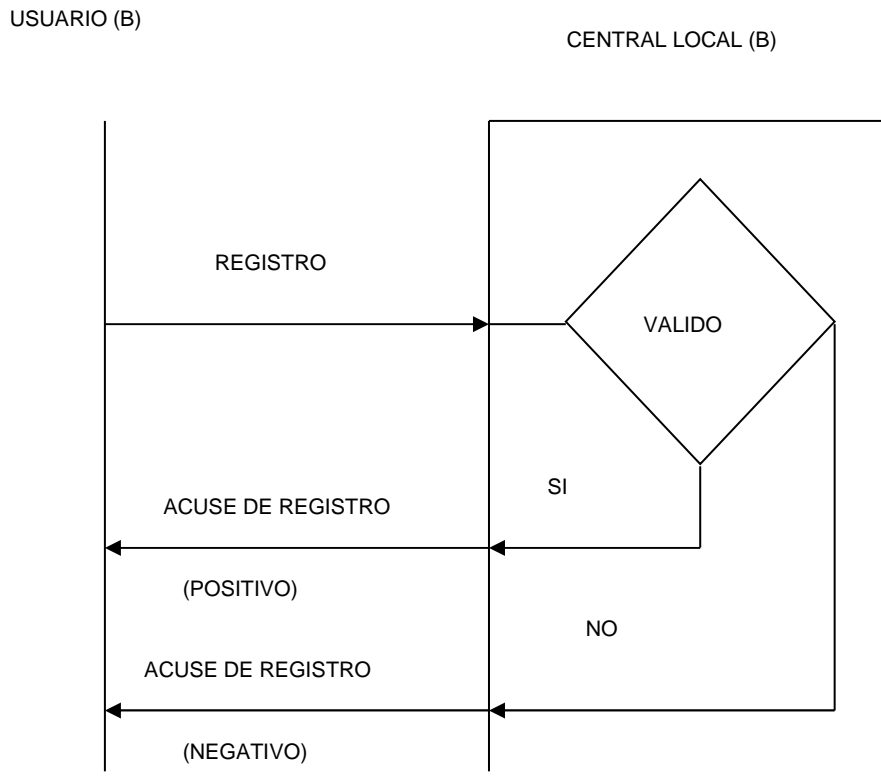 USUARIO (B)
CENTRAL LOCAL (B)
REGISTRO
VALIDO
SI
ACUSE DE REGISTRO
(POSITIVO)
NO
ACUSE DE REGISTRO
(NEGATIVO)